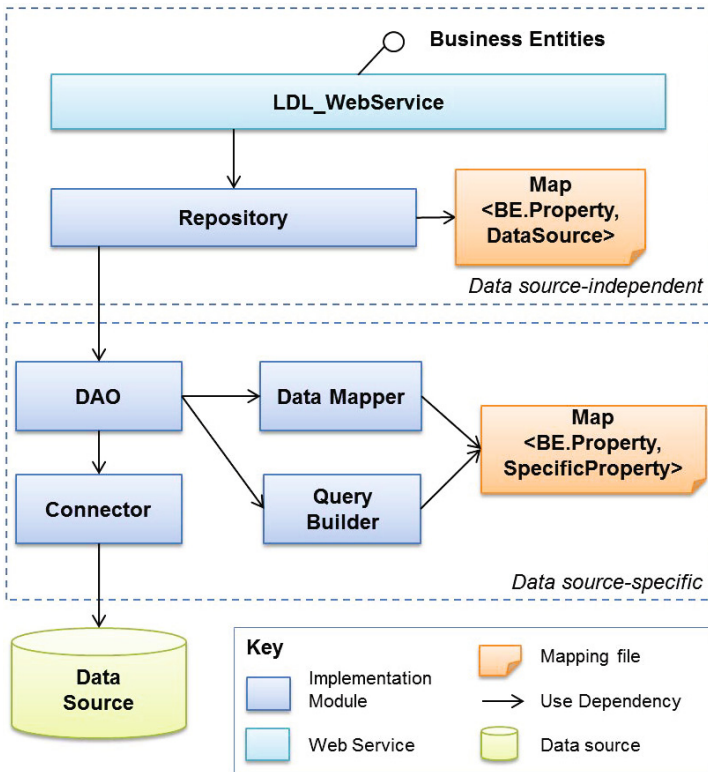 Business Entities
LDL_WebService
Repository
Map
<BE.Property,
DataSource>
Data source-independent
DAO
Data Mapper
Map
<BE.Property,
SpecificProperty>
Connector
Query
Builder
Data source-specific
Data
Source
Key
Implementation
Module
Web Service
Mapping file
Use Dependency
Data source